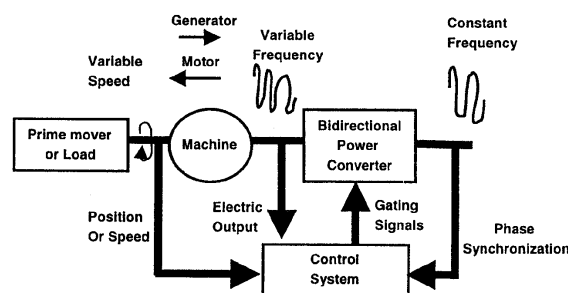 Generator
Motor
Variable
Speed
Variable
Frequency
Constant
Frequency
Prime mover
or Load
Machine
Bidirectional
Power
Converter
Position
Or Speed
Electric
Output
Gating
Signals
Phase
Synchronization
Control
System